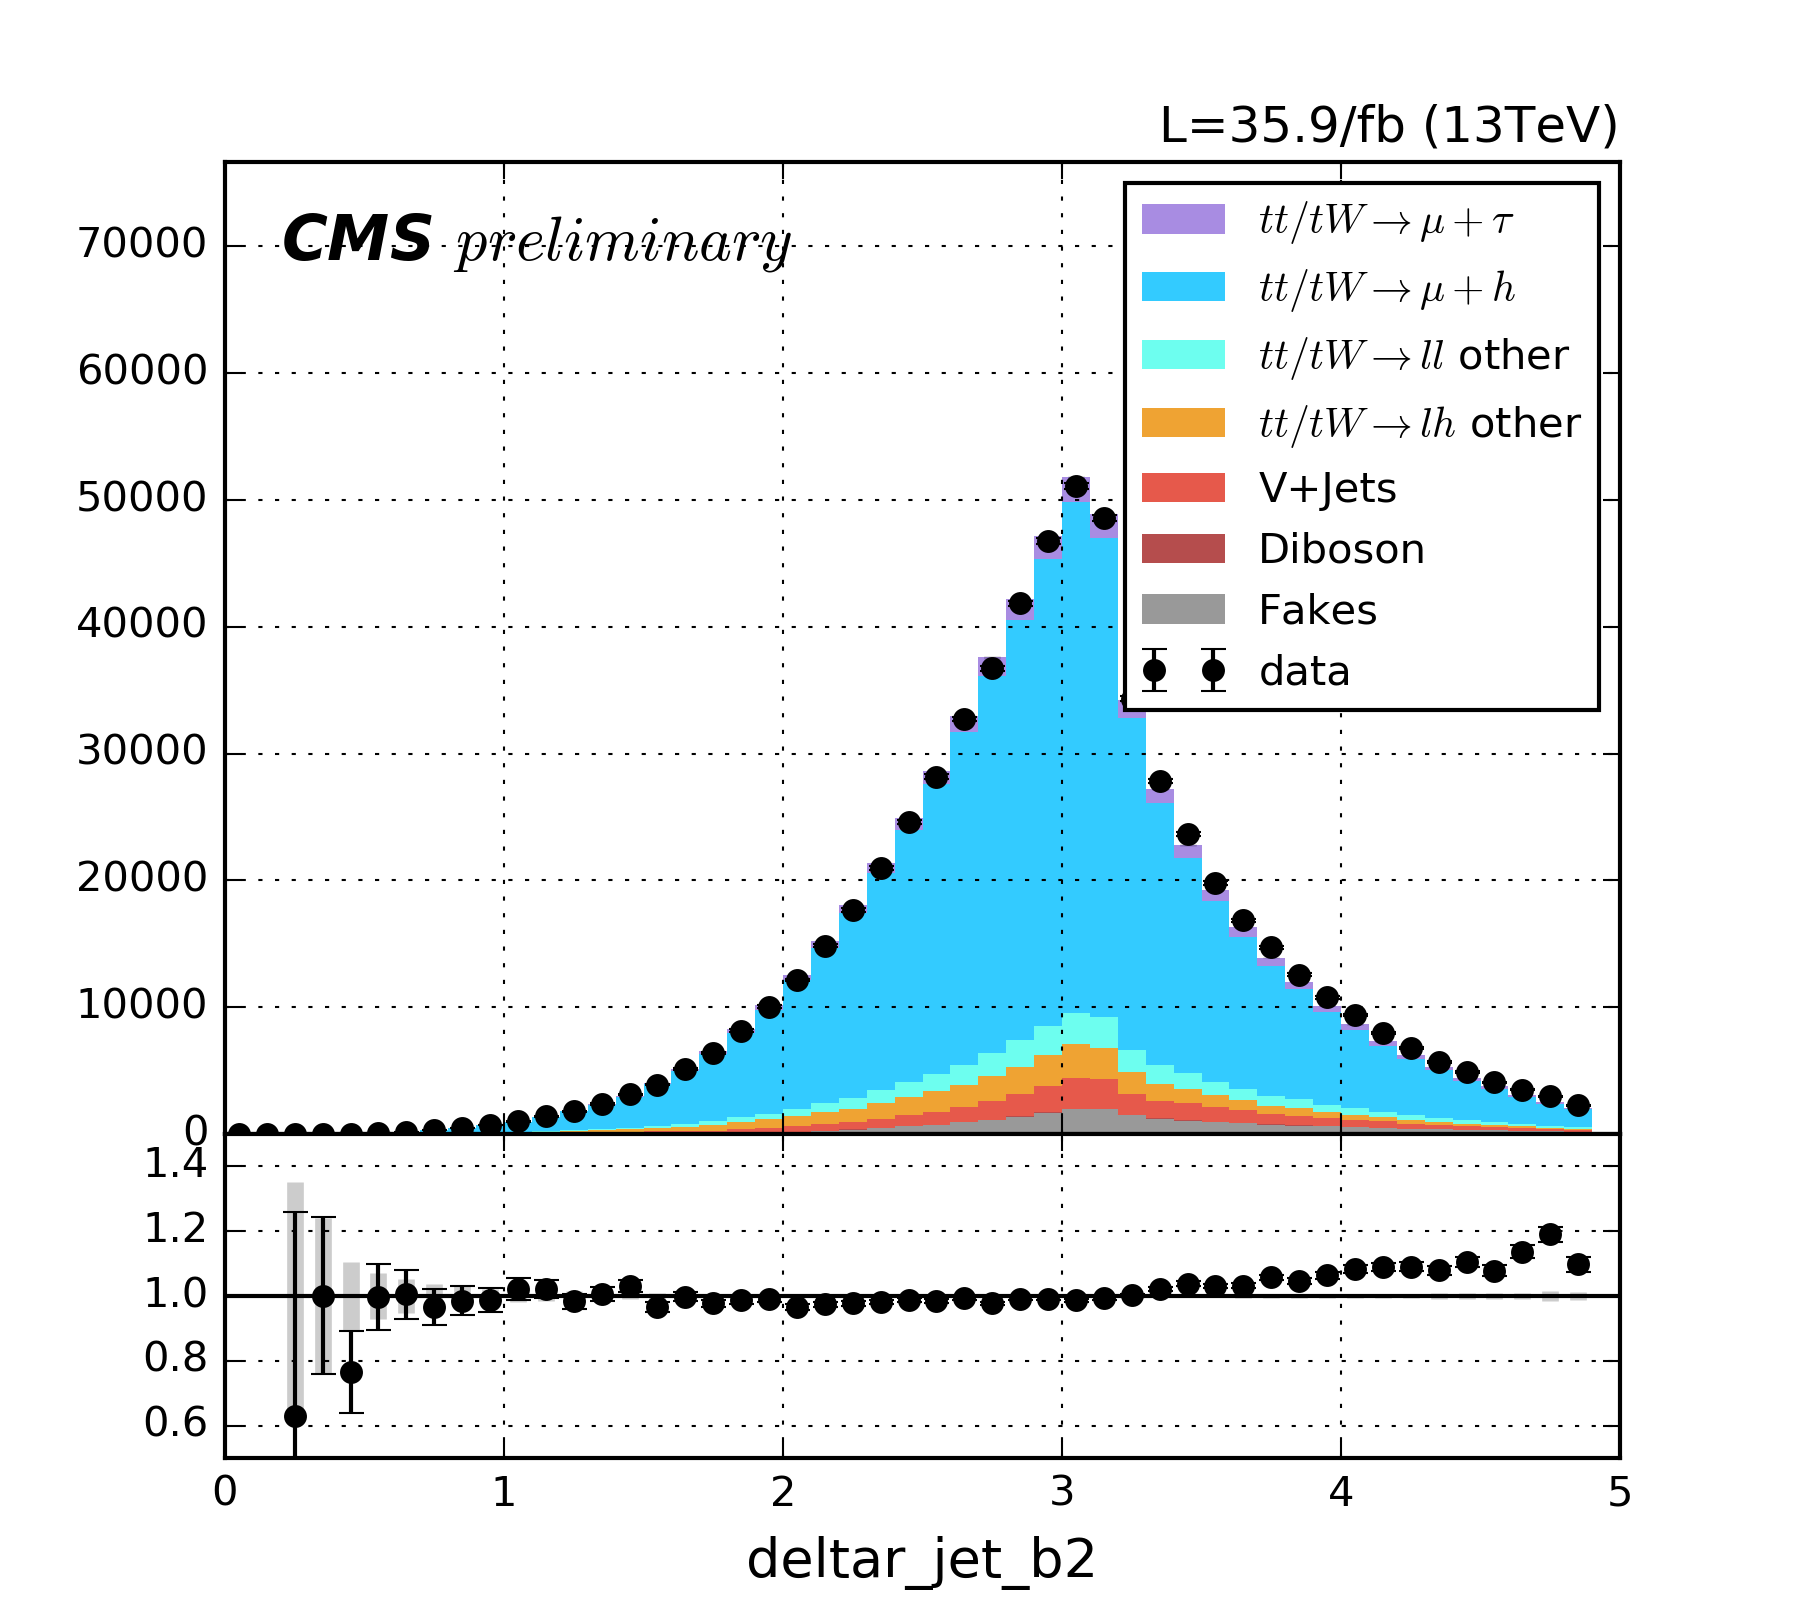 L=35.9/fb (13TeV)
CMS preliminary
70000
60000
50000
40000
30000
20000
10000
0
tt/tW→μ+τ
tt/tW→μ+h
tt/tW→ll other
tt/tW→lh other
V+Jets
Diboson
Fakes
data
1.4
1.2
1.0
0.8
0.6
0 1 2 3 4 5
deltar_jet_b2